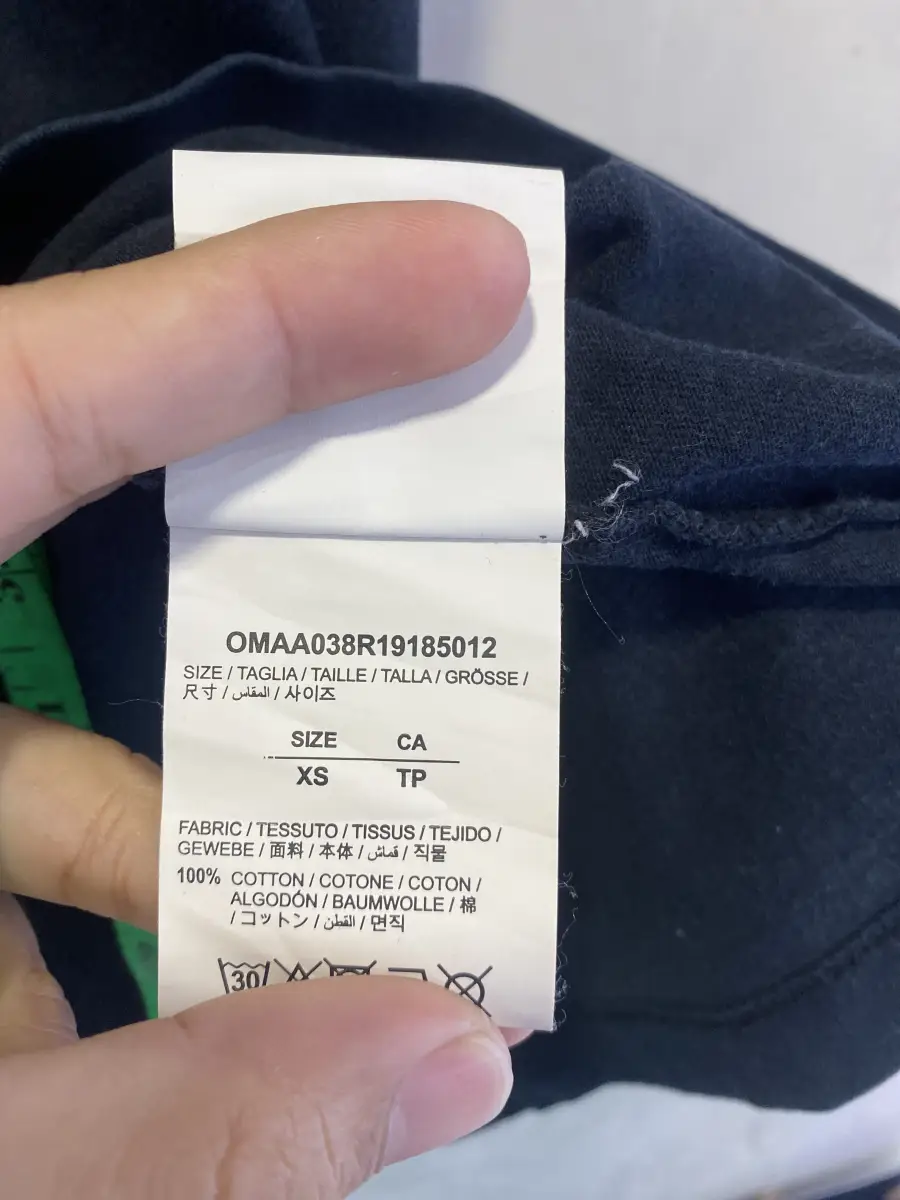 OMAA038R19185012
SIZE / TAGLIA / TAILLE / TALLA / GRÖSSE /
尺寸 / المقاس / 사이즈
SIZE CA
XS TP
FABRIC / TESSUTO / TISSUS / TEJIDO /
GEWEBE / 面料 / 本体 / قماش / 직물
100% COTTON / COTONE / COTON /
ALGODÓN / BAUMWOLLE / 棉
/ コットン / القطن / 면직
30